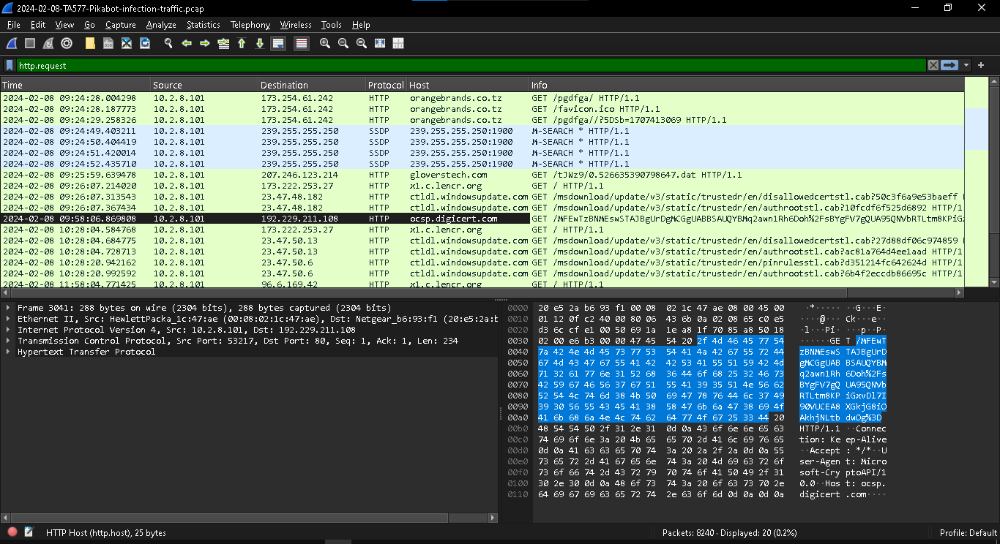 2024-02-08-TA577-Pikabot-infection-traffic.pcap
File Edit View Go Capture Analyze Statistics Telephony Wireless Tools Help
http.request
Time Source Destination Protocol Host Info
2024-02-08 09:24:28.004298 10.2.8.101 173.254.61.242 HTTP orangebrands.co.tz GET /pgdfga/ HTTP/1.1
2024-02-08 09:24:28.187773 10.2.8.101 173.254.61.242 HTTP orangebrands.co.tz GET /favicon.ico HTTP/1.1
2024-02-08 09:24:29.258326 10.2.8.101 173.254.61.242 HTTP orangebrands.co.tz GET /pgdfga//?5DSb=1707413069 HTTP/1.1
2024-02-08 09:24:49.403211 10.2.8.101 239.255.255.250 SSDP 239.255.255.250:1900 M-SEARCH * HTTP/1.1
2024-02-08 09:24:50.404419 10.2.8.101 239.255.255.250 SSDP 239.255.255.250:1900 M-SEARCH * HTTP/1.1
2024-02-08 09:24:51.420014 10.2.8.101 239.255.255.250 SSDP 239.255.255.250:1900 M-SEARCH * HTTP/1.1
2024-02-08 09:24:52.435710 10.2.8.101 239.255.255.250 SSDP 239.255.255.250:1900 M-SEARCH * HTTP/1.1
2024-02-08 09:25:59.639478 10.2.8.101 207.246.123.214 HTTP gloverstech.com GET /tJWz9/0.526635390798647.dat HTTP/1.1
2024-02-08 09:26:07.214020 10.2.8.101 173.222.253.27 HTTP x1.c.lencr.org GET / HTTP/1.1
2024-02-08 09:26:07.313543 10.2.8.101 23.47.48.182 HTTP ctldl.windowsupdate.com GET /msdownload/update/v3/static/trustedr/en/disallowedcertstl.cab?50c3f6a9e53baeff
2024-02-08 09:26:07.367434 10.2.8.101 23.47.48.182 HTTP ctldl.windowsupdate.com GET /msdownload/update/v3/static/trustedr/en/authrootstl.cab?10fcdf6f525d6892 HTTP/1
2024-02-08 09:58:06.869808 10.2.8.101 192.229.211.108 HTTP ocsp.digicert.com GET /MFEwTzBNMEswSTAJBgUrDgMCGgUABBSAUQYBMq2awn1Rh6Doh%2FsBYgFV7gQUA95QNVbRTLtm8KPiGx
2024-02-08 10:28:04.584768 10.2.8.101 173.222.253.27 HTTP x1.c.lencr.org GET / HTTP/1.1
2024-02-08 10:28:04.684775 10.2.8.101 23.47.50.13 HTTP ctldl.windowsupdate.com GET /msdownload/update/v3/static/trustedr/en/disallowedcertstl.cab?27d88df06c974859
2024-02-08 10:28:04.728713 10.2.8.101 23.47.50.13 HTTP ctldl.windowsupdate.com GET /msdownload/update/v3/static/trustedr/en/authrootstl.cab?ac81a764d4ee1aad HTTP/1
2024-02-08 10:28:20.942162 10.2.8.101 23.47.50.6 HTTP ctldl.windowsupdate.com GET /msdownload/update/v3/static/trustedr/en/pinrulesstl.cab?d351214fc642624d HTTP/1
2024-02-08 10:28:20.992592 10.2.8.101 23.47.50.6 HTTP ctldl.windowsupdate.com GET /msdownload/update/v3/static/trustedr/en/authrootstl.cab?6b4f2eccdb86695c HTTP/1
2024-02-08 11:58:04.771425 10.2.8.101 96.6.169.42 HTTP x1.c.lencr.org GET / HTTP/1.1
Frame 3041: 288 bytes on wire (2304 bits), 288 bytes captured (2304 bits)
Ethernet II, Src: HewlettPacka_1c:47:ae (00:08:02:1c:47:ae), Dst: Netgear_b6:93:f1 (20:e5:2a:b
Internet Protocol Version 4, Src: 10.2.8.101, Dst: 192.229.211.108
Transmission Control Protocol, Src Port: 53217, Dst Port: 80, Seq: 1, Ack: 1, Len: 234
Hypertext Transfer Protocol
0000 20 e5 2a b6 93 f1 00 08 02 1c 47 ae 08 00 45 00 ·*·····G···E·
0010 01 12 0f c2 40 00 80 06 43 6b 0a 02 08 65 c0 e5 ····@···Ck···e··
0020 d3 6c cf e1 00 50 69 1a 1e a8 1f 70 85 a8 50 18 ·l···Pi····p··P·
0030 02 00 e6 b3 00 00 47 45 54 20 2f 4d 46 45 77 54 ······GET /MFEwT
0040 7a 42 4e 4d 45 73 77 53 54 41 4a 42 67 55 72 44 zBNMEswSTAJBgUrD
0050 67 4d 43 47 67 55 41 42 42 53 41 55 51 59 42 4d gMCGgUABBSAUQYBM
0060 71 32 61 77 6e 31 52 68 36 44 6f 68 25 32 46 73 q2awn1Rh6Doh%2Fs
0070 42 59 67 46 56 37 67 51 55 41 39 35 51 4e 56 62 BYgFV7gQUA95QNVb
0080 52 54 4c 74 6d 38 4b 50 69 47 78 76 44 6c 37 49 RTLtm8KPiGxvDl7I
0090 39 30 56 55 43 45 41 38 58 47 6b 6a 47 38 69 4f 90VUCEA8XGkjG8iO
00a0 41 6b 68 6a 4e 4c 74 62 64 77 4f 67 25 33 44 20 AkhjNLtbdwOg%3D
00b0 48 54 54 50 2f 31 2e 31 0d 0a 43 6f 6e 6e 65 63 HTTP/1.1··Connec
00c0 74 69 6f 6e 3a 20 4b 65 65 70 2d 41 6c 69 76 65 tion: Keep-Alive
00d0 0d 0a 41 63 63 65 70 74 3a 20 2a 2f 2a 0d 0a 55 ··Accept: */*··U
00e0 73 65 72 2d 41 67 65 6e 74 3a 20 4d 69 63 72 6f ser-Agent: Micro
00f0 73 6f 66 74 2d 43 72 79 70 74 6f 41 50 49 2f 31 soft-CryptoAPI/1
0100 30 2e 30 0d 0a 48 6f 73 74 3a 20 6f 63 73 70 2e 0.0··Host: ocsp.
0110 64 69 67 69 63 65 72 74 2e 63 6f 6d 0d 0a 0d 0a digicert.com····
HTTP Host (http.host), 25 bytes Packets: 8240 · Displayed: 20 (0.2%) Profile: Default